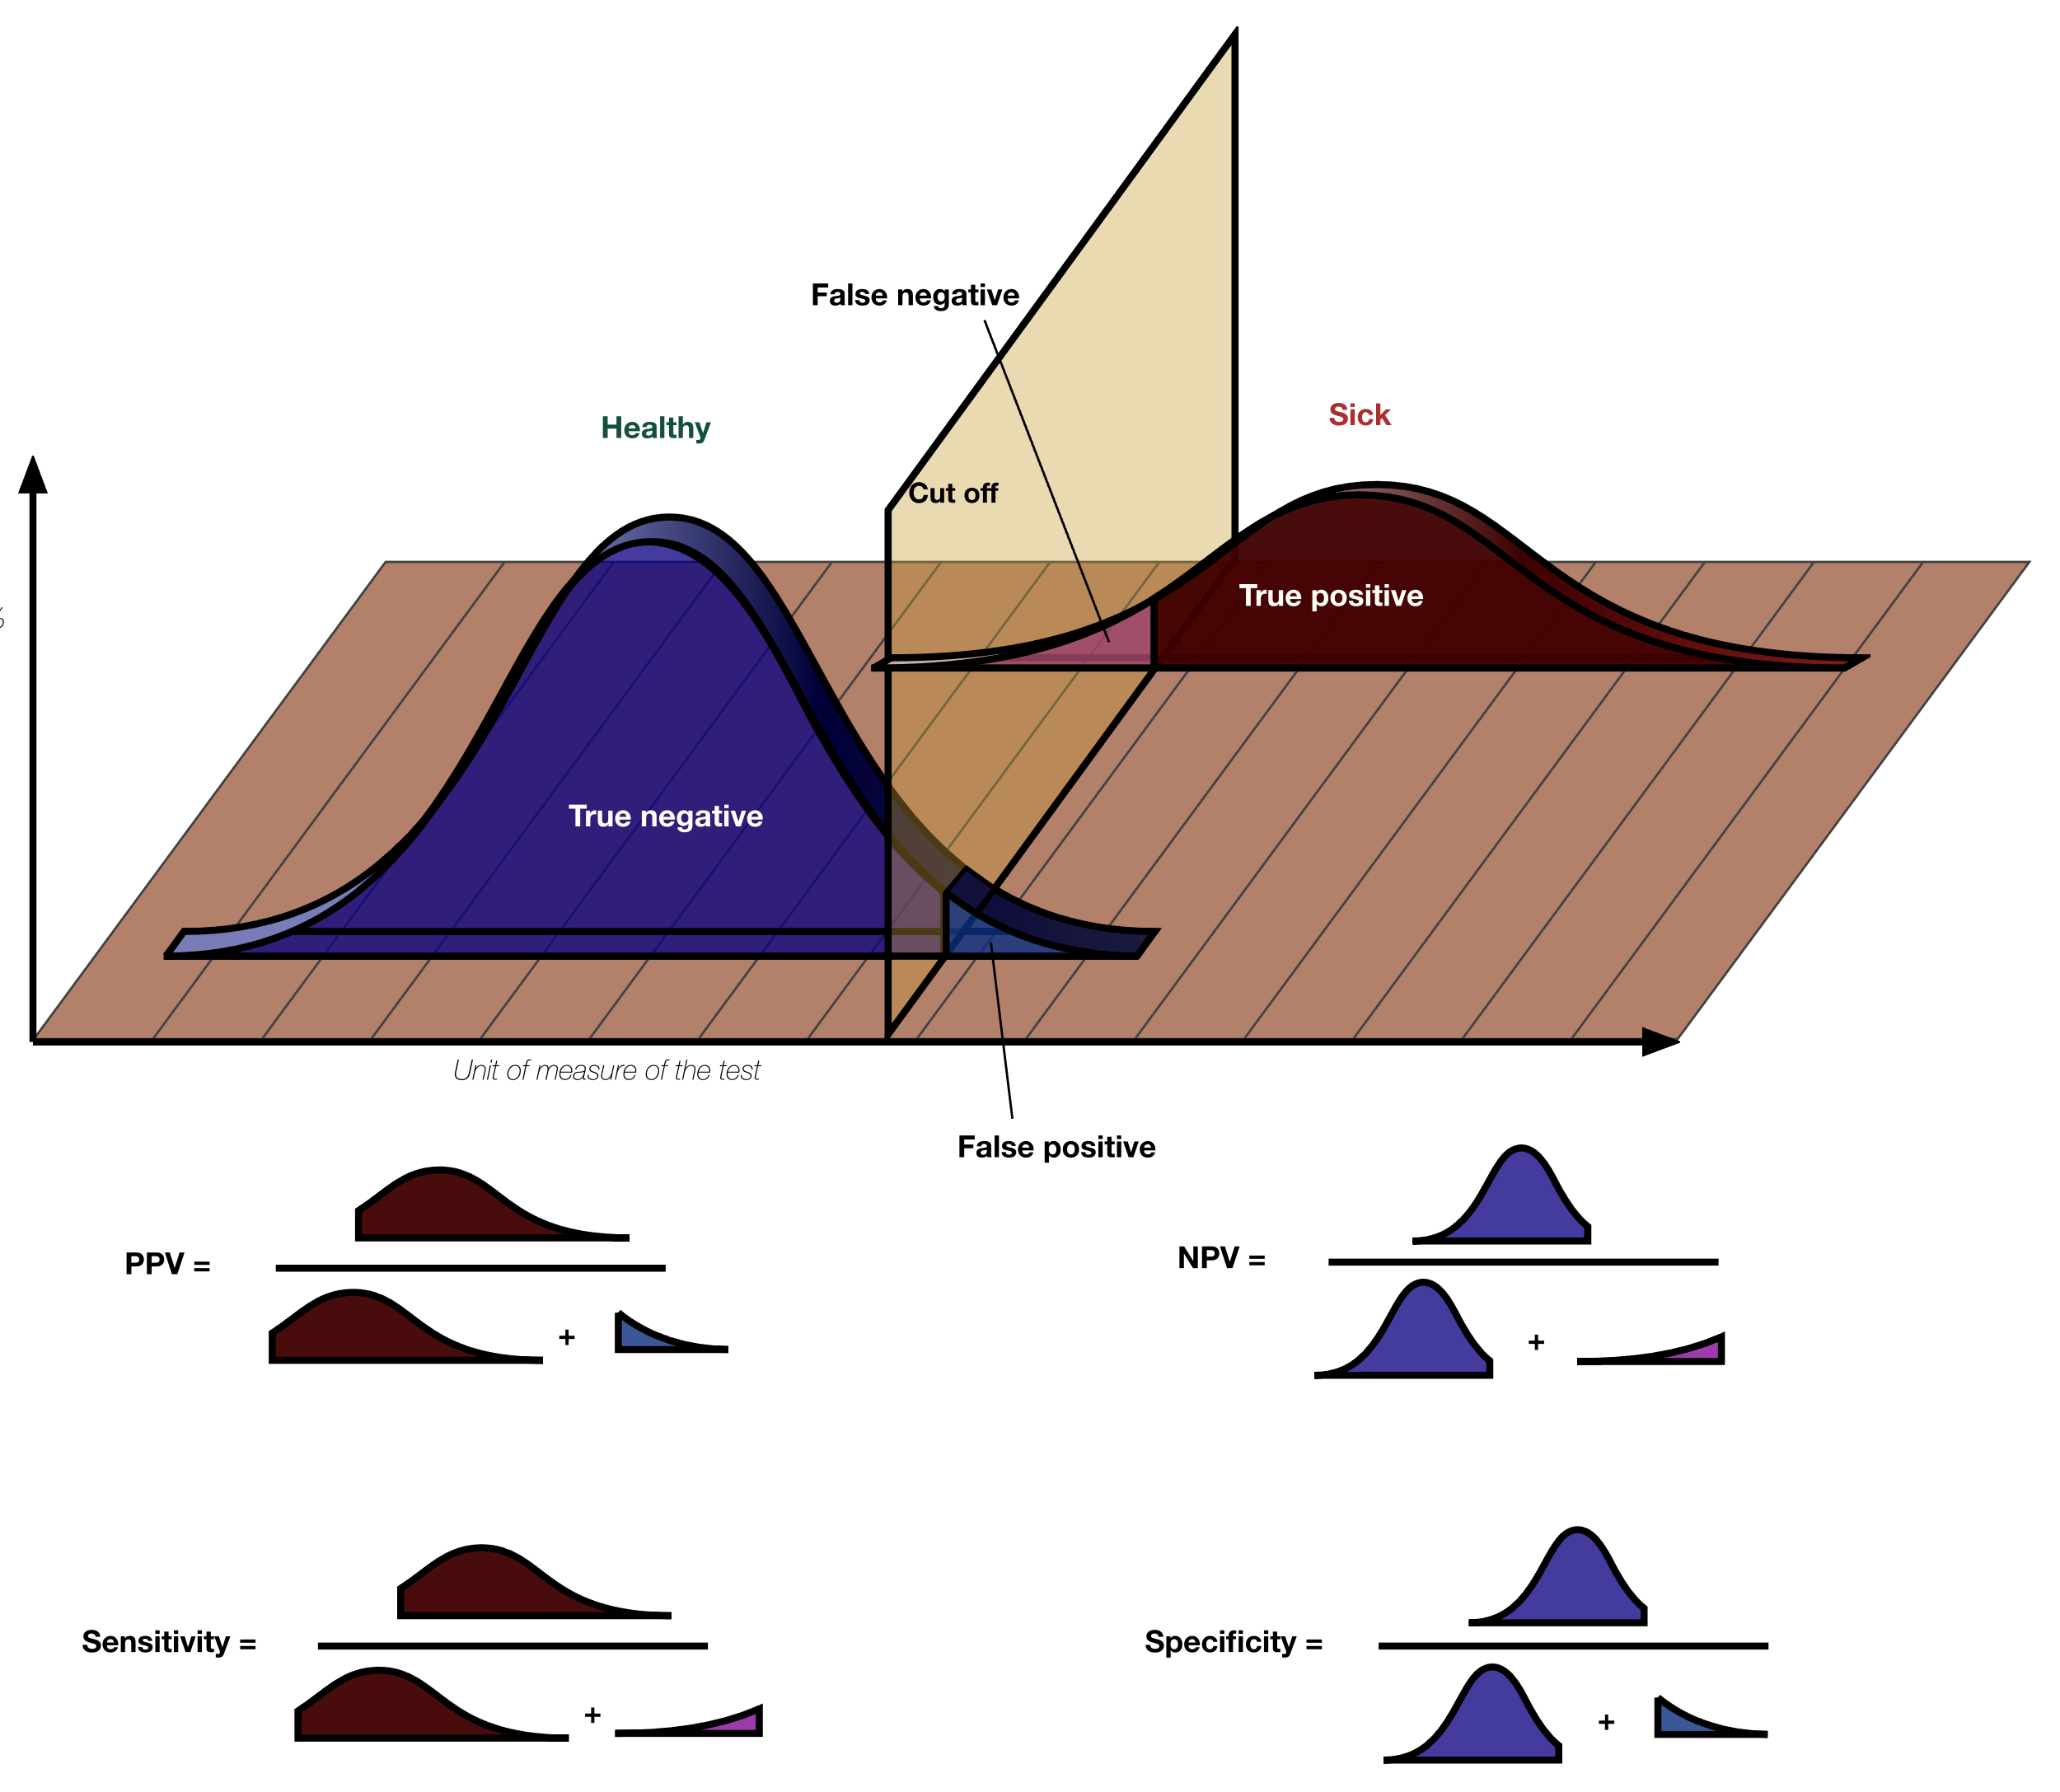 False negative
Sick
Healthy
Cut off
True positive
%
True negative
Unit of measure of the test
False positive
PPV =
+
NPV =
+
Sensitivity =
+
Specificity =
+